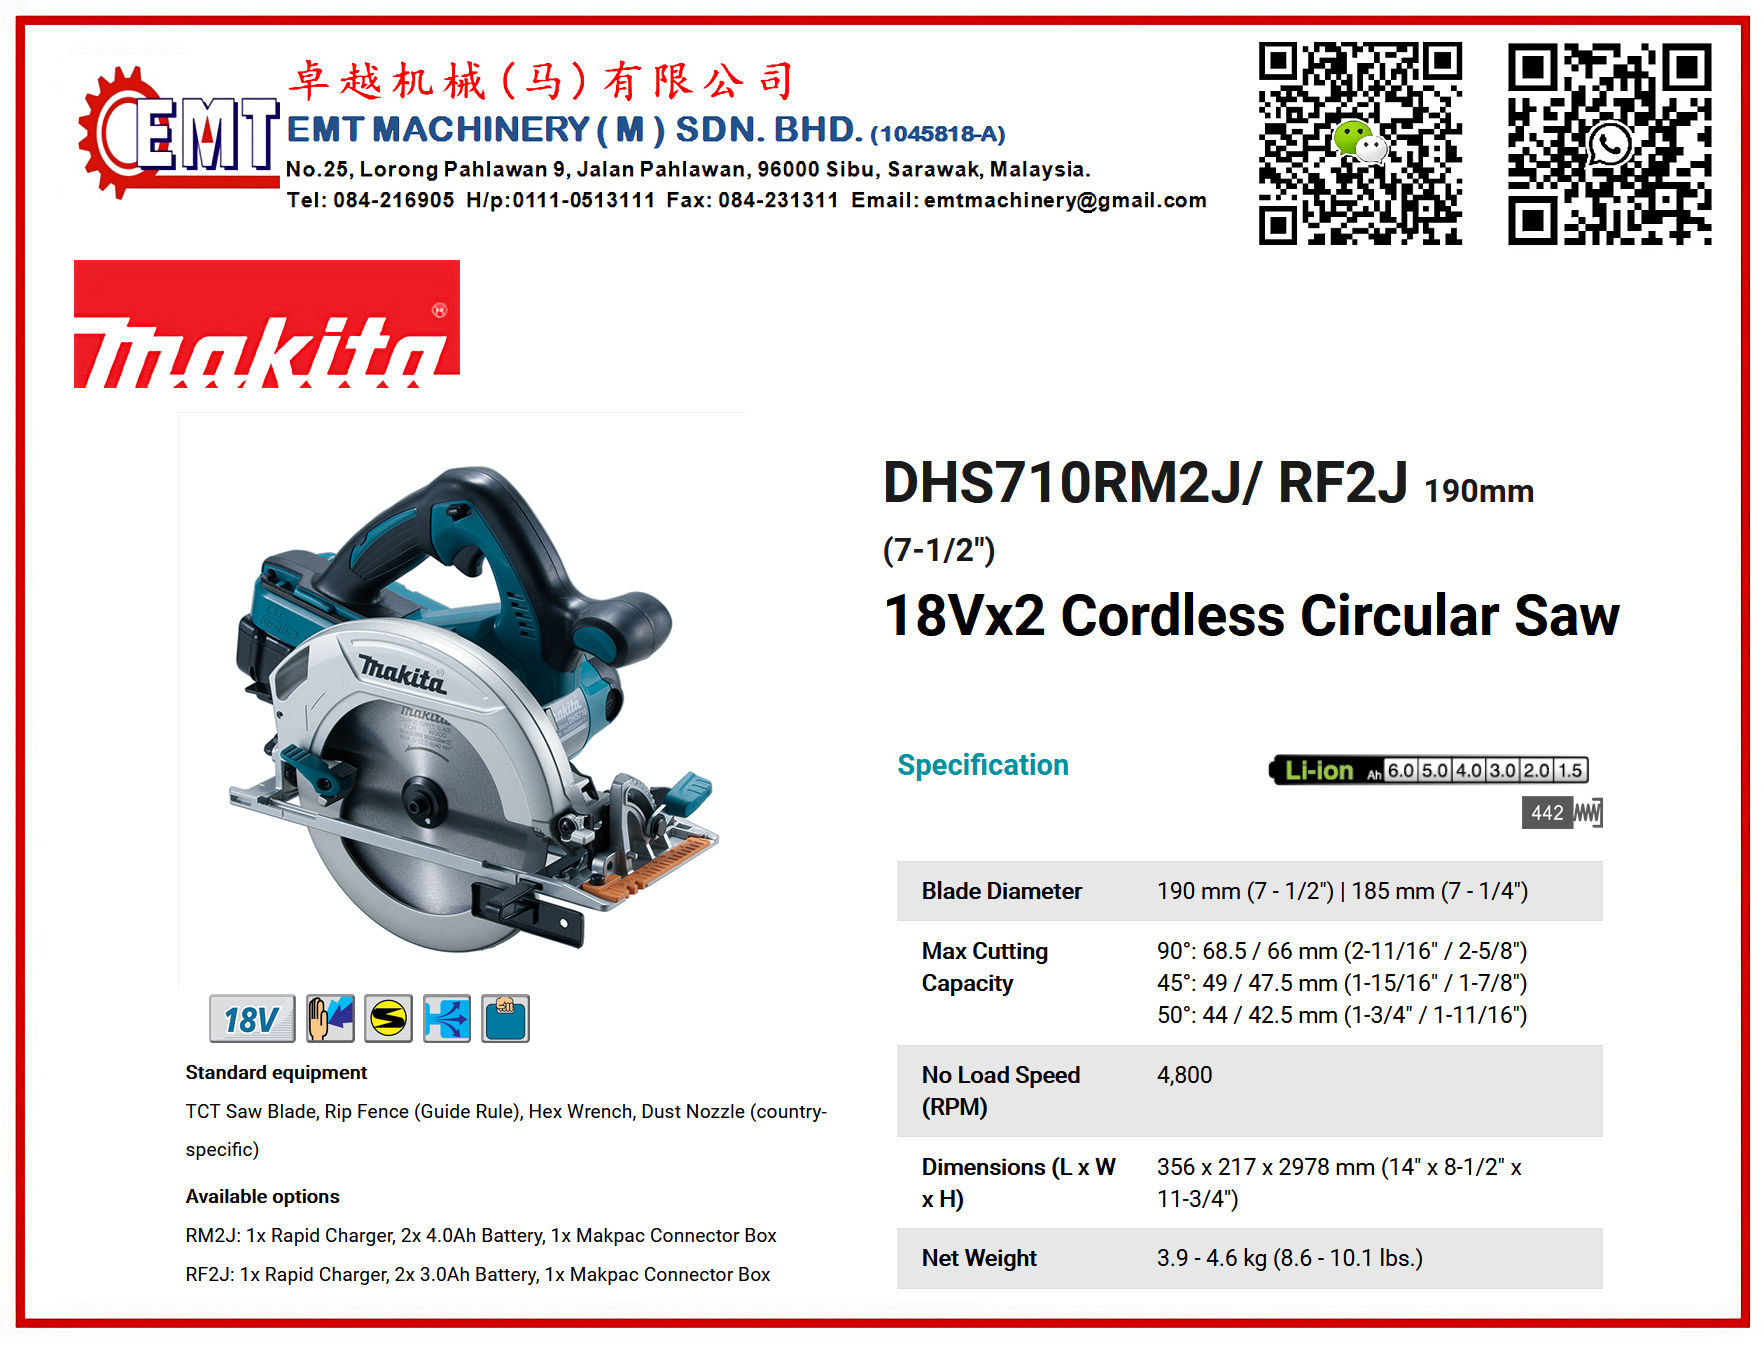 卓越机械(马)有限公司
EMT
EMT MACHINERY ( M ) SDN. BHD. (1045818-A)
No.25, Lorong Pahlawan 9, Jalan Pahlawan, 96000 Sibu, Sarawak, Malaysia.
Tel: 084-216905 H/p:0111-0513111 Fax: 084-231311 Email: emtmachinery@gmail.com
makita
DHS710RM2J/ RF2J 190mm
(7-1/2")
18Vx2 Cordless Circular Saw
makita
makita
makita
Specification
Li-ion Ah 6.0 5.0 4.0 3.0 2.0 1.5
442
Blade Diameter 190 mm (7 - 1/2") | 185 mm (7 - 1/4")
Max Cutting Capacity 90°: 68.5 / 66 mm (2-11/16" / 2-5/8")
45°: 49 / 47.5 mm (1-15/16" / 1-7/8")
50°: 44 / 42.5 mm (1-3/4" / 1-11/16")
No Load Speed (RPM) 4,800
Dimensions (L x W x H) 356 x 217 x 2978 mm (14" x 8-1/2" x
11-3/4")
Net Weight 3.9 - 4.6 kg (8.6 - 10.1 lbs.)
18V
Standard equipment
TCT Saw Blade, Rip Fence (Guide Rule), Hex Wrench, Dust Nozzle (country-
specific)
Available options
RM2J: 1x Rapid Charger, 2x 4.0Ah Battery, 1x Makpac Connector Box
RF2J: 1x Rapid Charger, 2x 3.0Ah Battery, 1x Makpac Connector Box